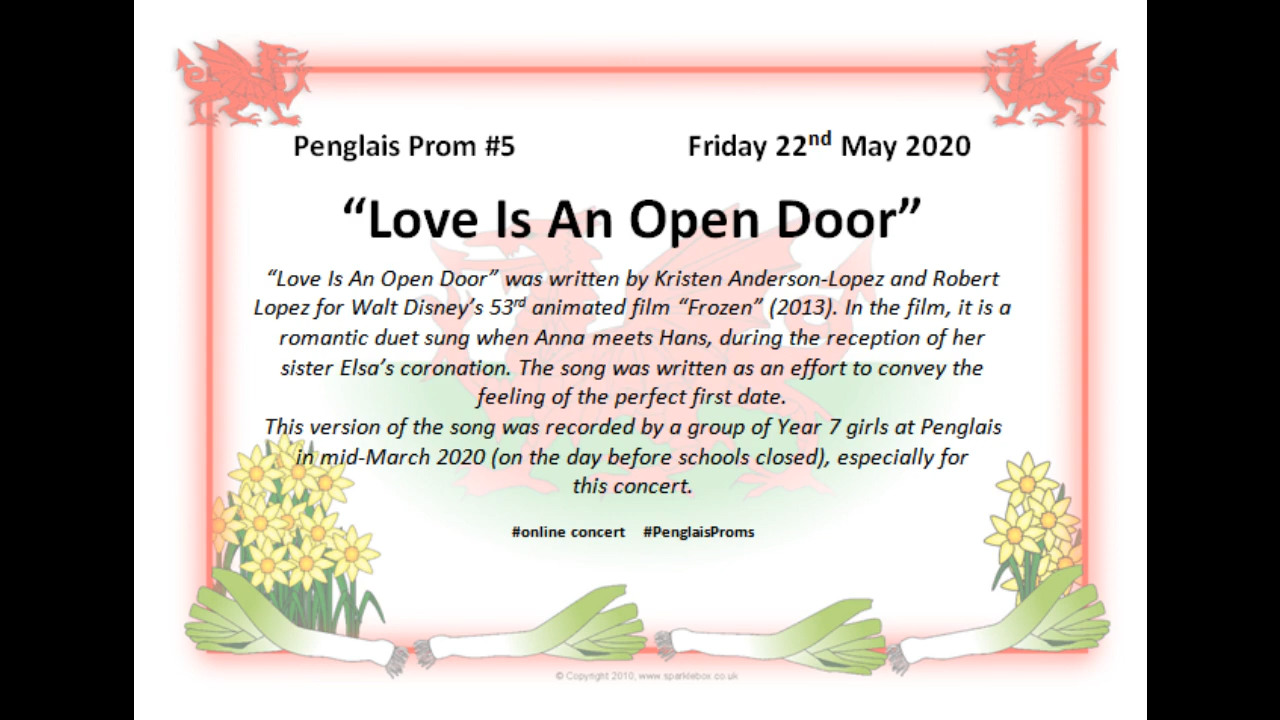 Penglais Prom #5 Friday 22nd May 2020
“Love Is An Open Door”
“Love Is An Open Door” was written by Kristen Anderson-Lopez and Robert
Lopez for Walt Disney’s 53rd animated film “Frozen” (2013). In the film, it is a
romantic duet sung when Anna meets Hans, during the reception of her
sister Elsa’s coronation. The song was written as an effort to convey the
feeling of the perfect first date.
This version of the song was recorded by a group of Year 7 girls at Penglais
in mid-March 2020 (on the day before schools closed), especially for
this concert.
#online concert #PenglaisProms
© Copyright 2010, www.sparklebox.co.uk